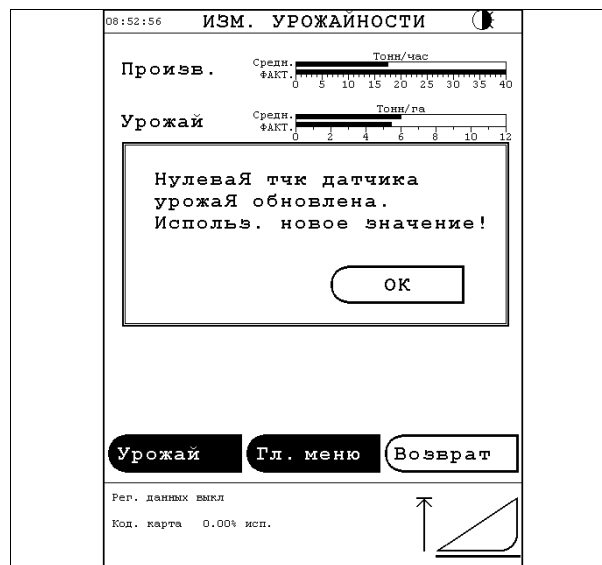 08:52:56 ИЗМ. УРОЖАЙНОСТИ
Тонн/час
Произв. Средн.
ФАКТ.
0 5 10 15 20 25 30 35 40
Тонн/га
Урожай Средн.
ФАКТ.
0 2 4 6 8 10 12
НулеваЯ тчк датчика
урожаЯ обновлена.
Использ. новое значение!
ОК
Урожай Гл. меню Возврат
Рег. данных выкл
Код. карта 0.00% исп.